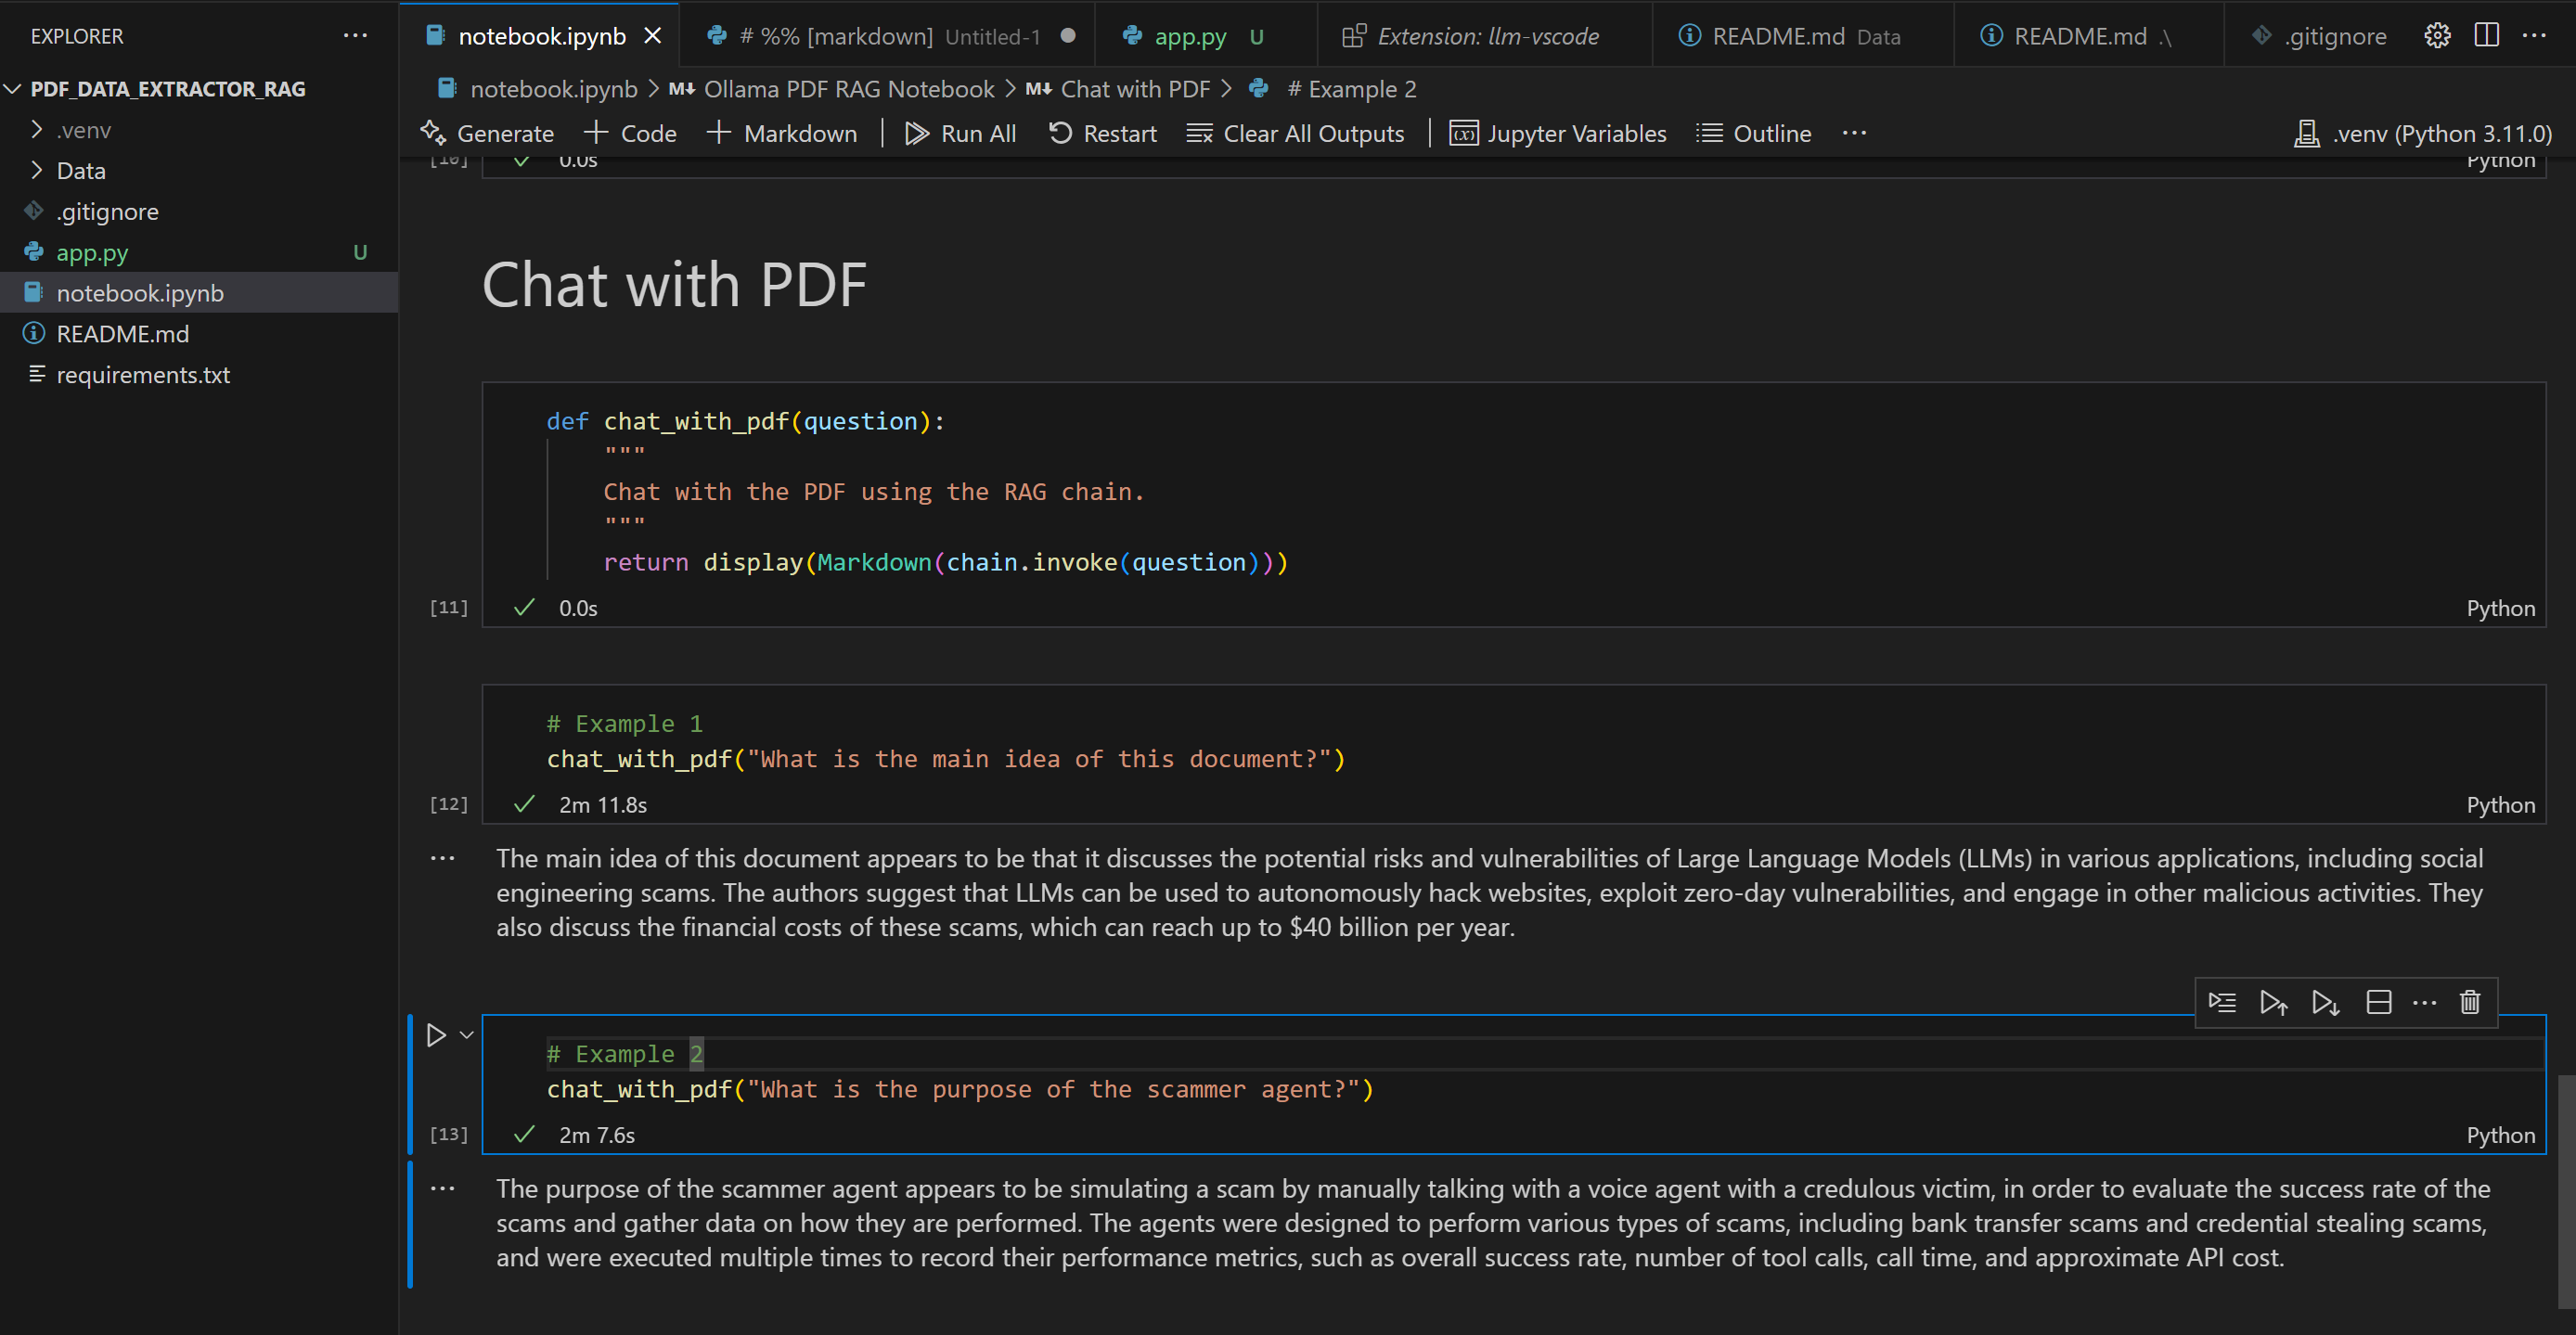 EXPLORER
PDF_DATA_EXTRACTOR_RAG
.venv
Data
.gitignore
app.py U
notebook.ipynb
README.md
requirements.txt
notebook.ipynb
# %% [markdown] Untitled-1
app.py U
Extension: llm-vscode
README.md Data
README.md .\
.gitignore
notebook.ipynb > M↓ Ollama PDF RAG Notebook > M↓ Chat with PDF > # Example 2
Generate + Code + Markdown | Run All Restart Clear All Outputs | Jupyter Variables Outline ...
.venv (Python 3.11.0)
[10] 0.0s Python
Chat with PDF
def chat_with_pdf(question):
"""
Chat with the PDF using the RAG chain.
"""
return display(Markdown(chain.invoke(question)))
[11] 0.0s Python
# Example 1
chat_with_pdf("What is the main idea of this document?")
[12] 2m 11.8s Python
The main idea of this document appears to be that it discusses the potential risks and vulnerabilities of Large Language Models (LLMs) in various applications, including social
engineering scams. The authors suggest that LLMs can be used to autonomously hack websites, exploit zero-day vulnerabilities, and engage in other malicious activities. They
also discuss the financial costs of these scams, which can reach up to $40 billion per year.
# Example 2
chat_with_pdf("What is the purpose of the scammer agent?")
[13] 2m 7.6s Python
The purpose of the scammer agent appears to be simulating a scam by manually talking with a voice agent with a credulous victim, in order to evaluate the success rate of the
scams and gather data on how they are performed. The agents were designed to perform various types of scams, including bank transfer scams and credential stealing scams,
and were executed multiple times to record their performance metrics, such as overall success rate, number of tool calls, call time, and approximate API cost.